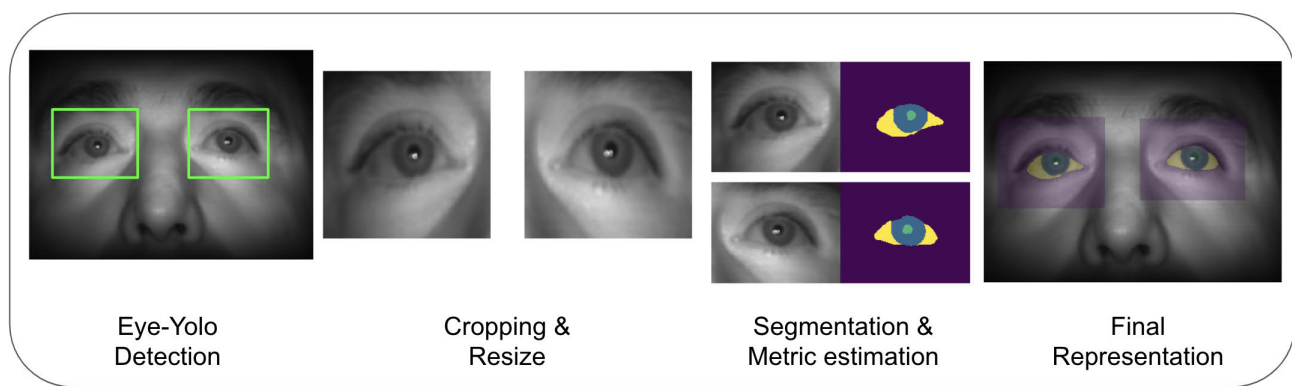 Eye-Yolo
Detection
Cropping &
Resize
Segmentation &
Metric estimation
Final
Representation